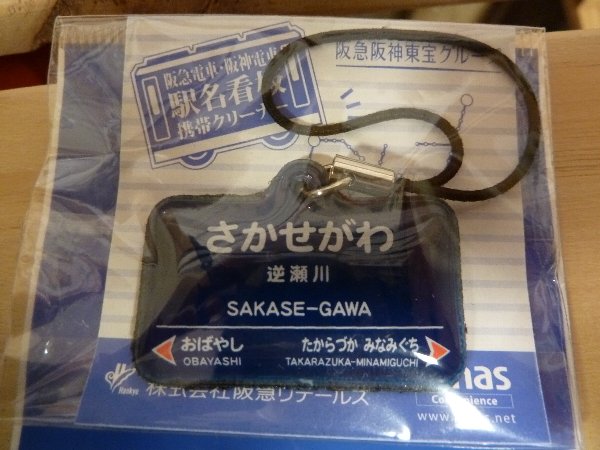 阪急電車・阪神電車
駅名看板
携帯クリーナー
阪急阪神東宝グループ
さかせがわ
逆瀬川
SAKASE-GAWA
おばやし
OBAYASHI
たからづか みなみぐち
TAKARAZUKA-MINAMIGUCHI
Hankyu
株式会社阪急リテールズ
Convenience